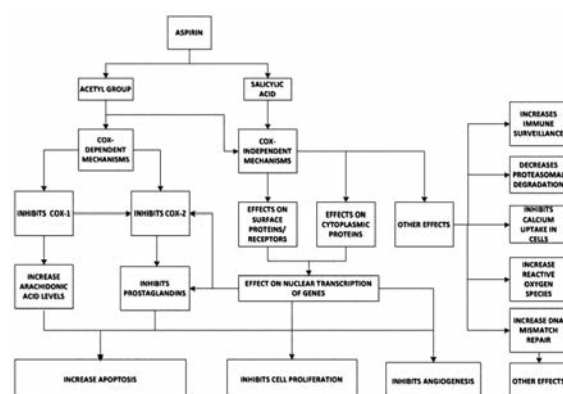 ASPIRIN
ACETYL GROUP
SALICYLIC
ACID
COX-
DEPENDENT
MECHANISMS
COX-
INDEPENDENT
MECHANISMS
INHIBITS COX-1
INHIBITS COX-2
EFFECTS ON
SURFACE
PROTEINS/
RECEPTORS
EFFECTS ON
CYTOPLASMIC
PROTEINS
OTHER EFFECTS
INCREASES
IMMUNE
SURVEILLANCE
DECREASES
PROTEASOMAL
DEGRADATION
INHIBITS
CALCIUM
UPTAKE IN CELLS
INCREASE
REACTIVE
OXYGEN
SPECIES
INCREASE DNA
MISMATCH
REPAIR
OTHER EFFECTS
INCREASE
ARACHIDONIC
ACID LEVELS
INHIBITS
PROSTAGLANDINS
EFFECT ON NUCLEAR TRANSCRIPTION
OF GENES
INCREASE APOPTOSIS
INHIBITS CELL PROLIFERATION
INHIBITS ANGIOGENESIS